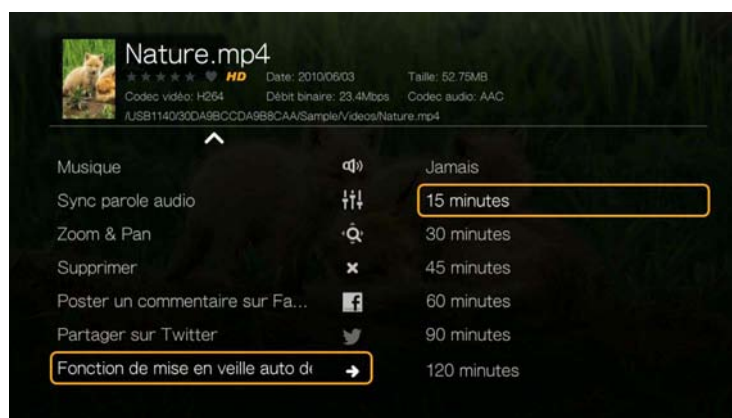 Nature.mp4
HD Date: 2010/06/03 Taille: 52.75MB
Codec vidéo: H264 Débit binaire: 23.4Mbps Codec audio: AAC
/USB1140/30DA9BCCDA9B8CAA/Sample/Videos/Nature.mp4
Musique Jamais
Sync parole audio 15 minutes
Zoom & Pan 30 minutes
Supprimer 45 minutes
Poster un commentaire sur Fa... 60 minutes
Partager sur Twitter 90 minutes
Fonction de mise en veille auto de 120 minutes